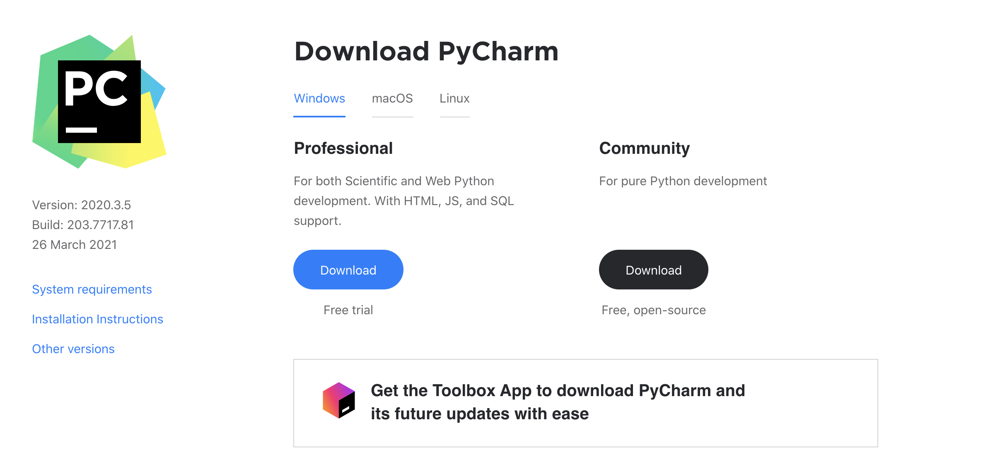 PC
Version: 2020.3.5
Build: 203.7717.81
26 March 2021
System requirements
Installation Instructions
Other versions
Download PyCharm
Windows
macOS
Linux
Professional
For both Scientific and Web Python
development. With HTML, JS, and SQL
support.
Download
Free trial
Community
For pure Python development
Download
Free, open-source
Get the Toolbox App to download PyCharm and
its future updates with ease